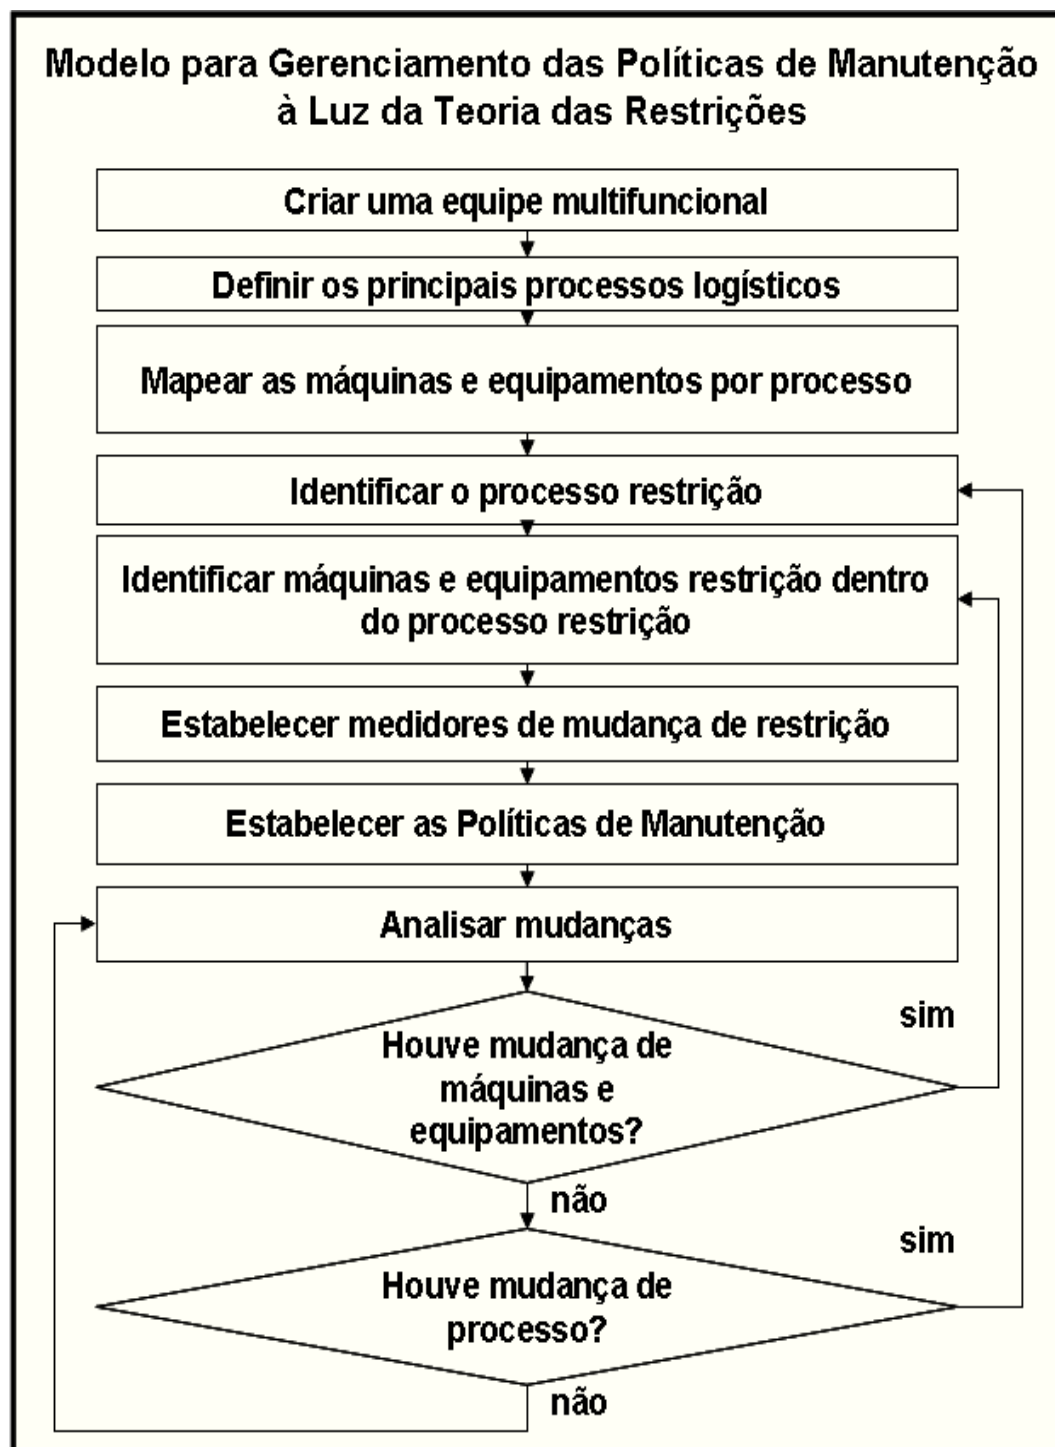 Modelo para Gerenciamento das Políticas de Manutenção
à Luz da Teoria das Restrições
Criar uma equipe multifuncional
Definir os principais processos logísticos
Mapear as máquinas e equipamentos por processo
Identificar o processo restrição
Identificar máquinas e equipamentos restrição dentro
do processo restrição
Estabelecer medidores de mudança de restrição
Estabelecer as Políticas de Manutenção
Analisar mudanças
sim
Houve mudança de
máquinas e
equipamentos?
não
sim
Houve mudança de
processo?
não